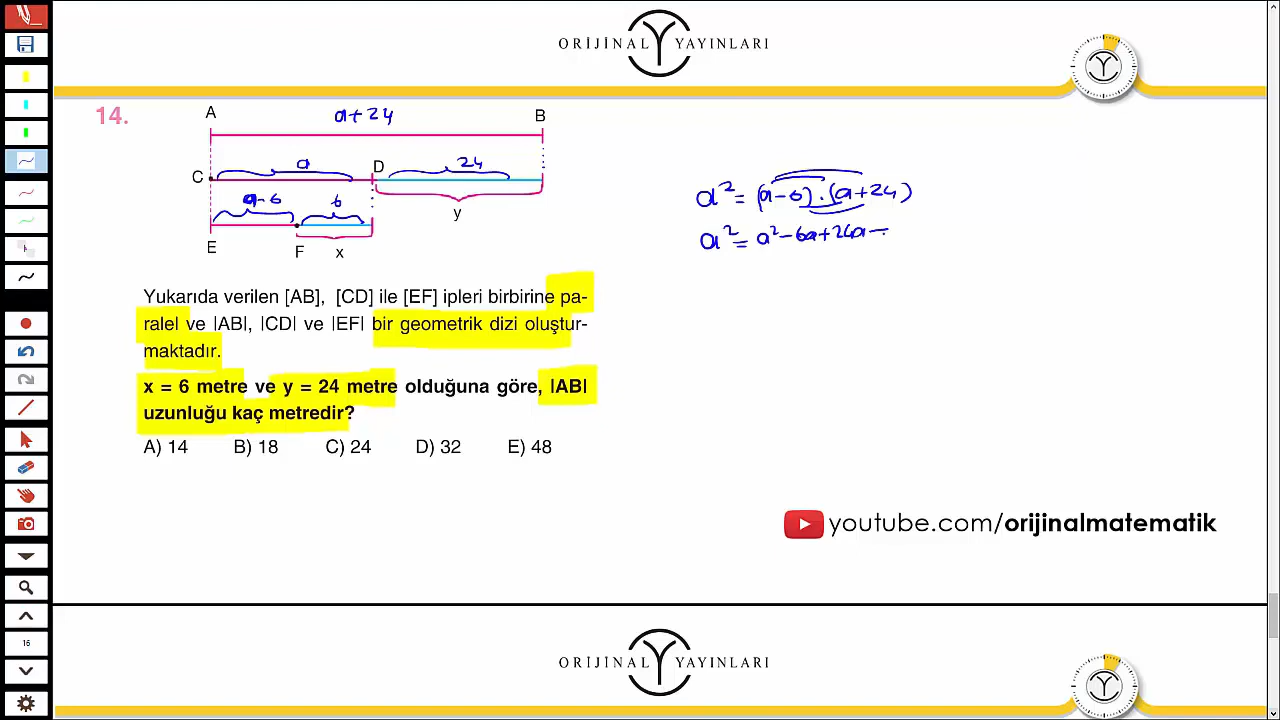 ORİJİNAL YAYINLARI
14.
A a+24 B
C a D 24
y
a-6 6
E F x
a² = (a-6).(a+24)
a² = a²-6a+24a-
Yukarıda verilen [AB], [CD] ile [EF] ipleri birbirine pa-
ralel ve |AB|, |CD| ve |EF| bir geometrik dizi oluştur-
maktadır.
x = 6 metre ve y = 24 metre olduğuna göre, |AB|
uzunluğu kaç metredir?
A) 14 B) 18 C) 24 D) 32 E) 48
youtube.com/orijinalmatematik
16
ORİJİNAL YAYINLARI